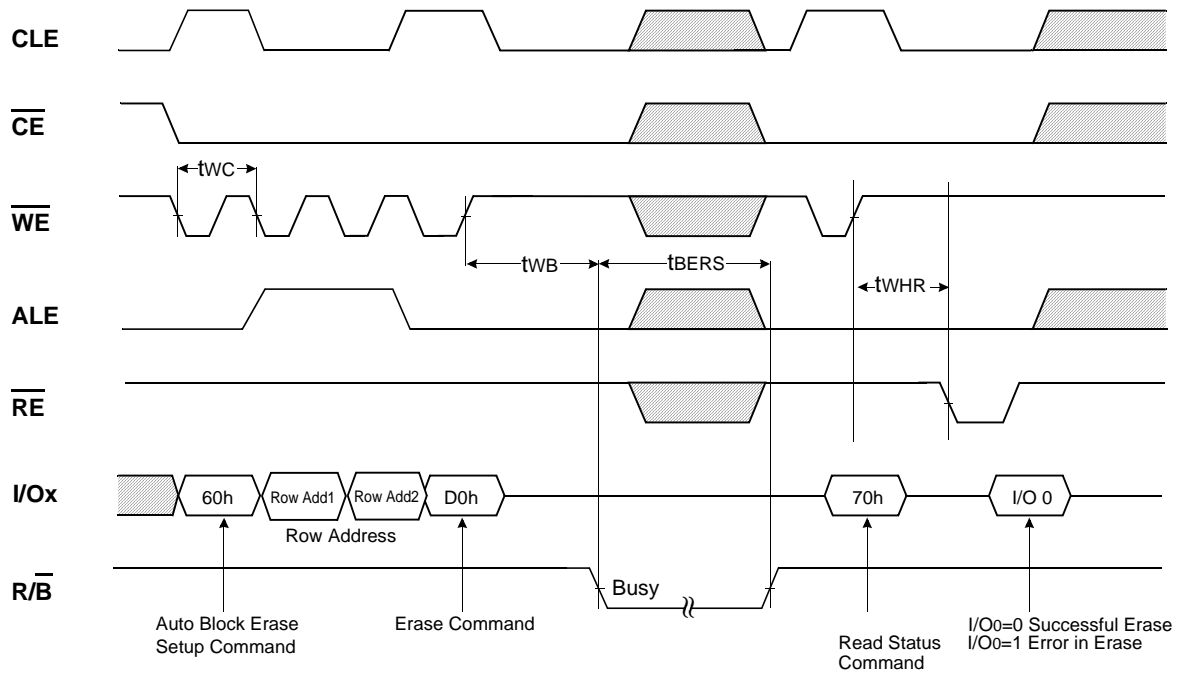 CLE
CE
tWC
WE
tWB
tBERS
tWHR
ALE
RE
I/Ox
60h
Row Add1
Row Add2
D0h
70h
I/O 0
Row Address
R/B
Busy
Auto Block Erase
Setup Command
Erase Command
Read Status
Command
I/O0=0 Successful Erase
I/O0=1 Error in Erase